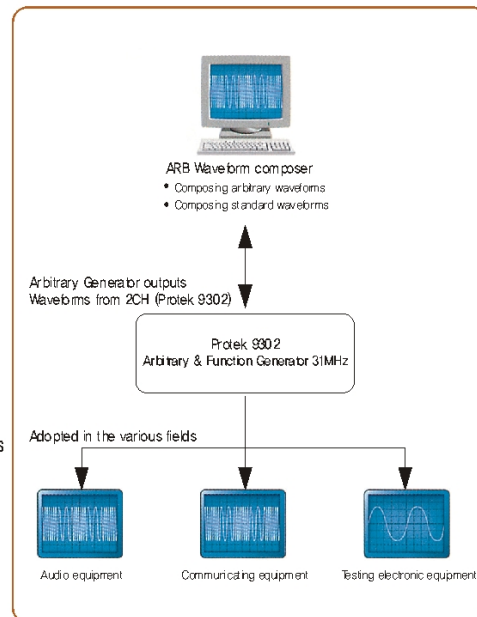 ARB Waveform composer
• Composing arbitrary waveforms
• Composing standard waveforms
Arbitrary Generator outputs
Waveforms from 2CH (Protek 9302)
Protek 9302
Arbitrary & Function Generator 31MHz
s
Adopted in the various fields
Audio equipment
Communicating equipment
Testing electronic equipment